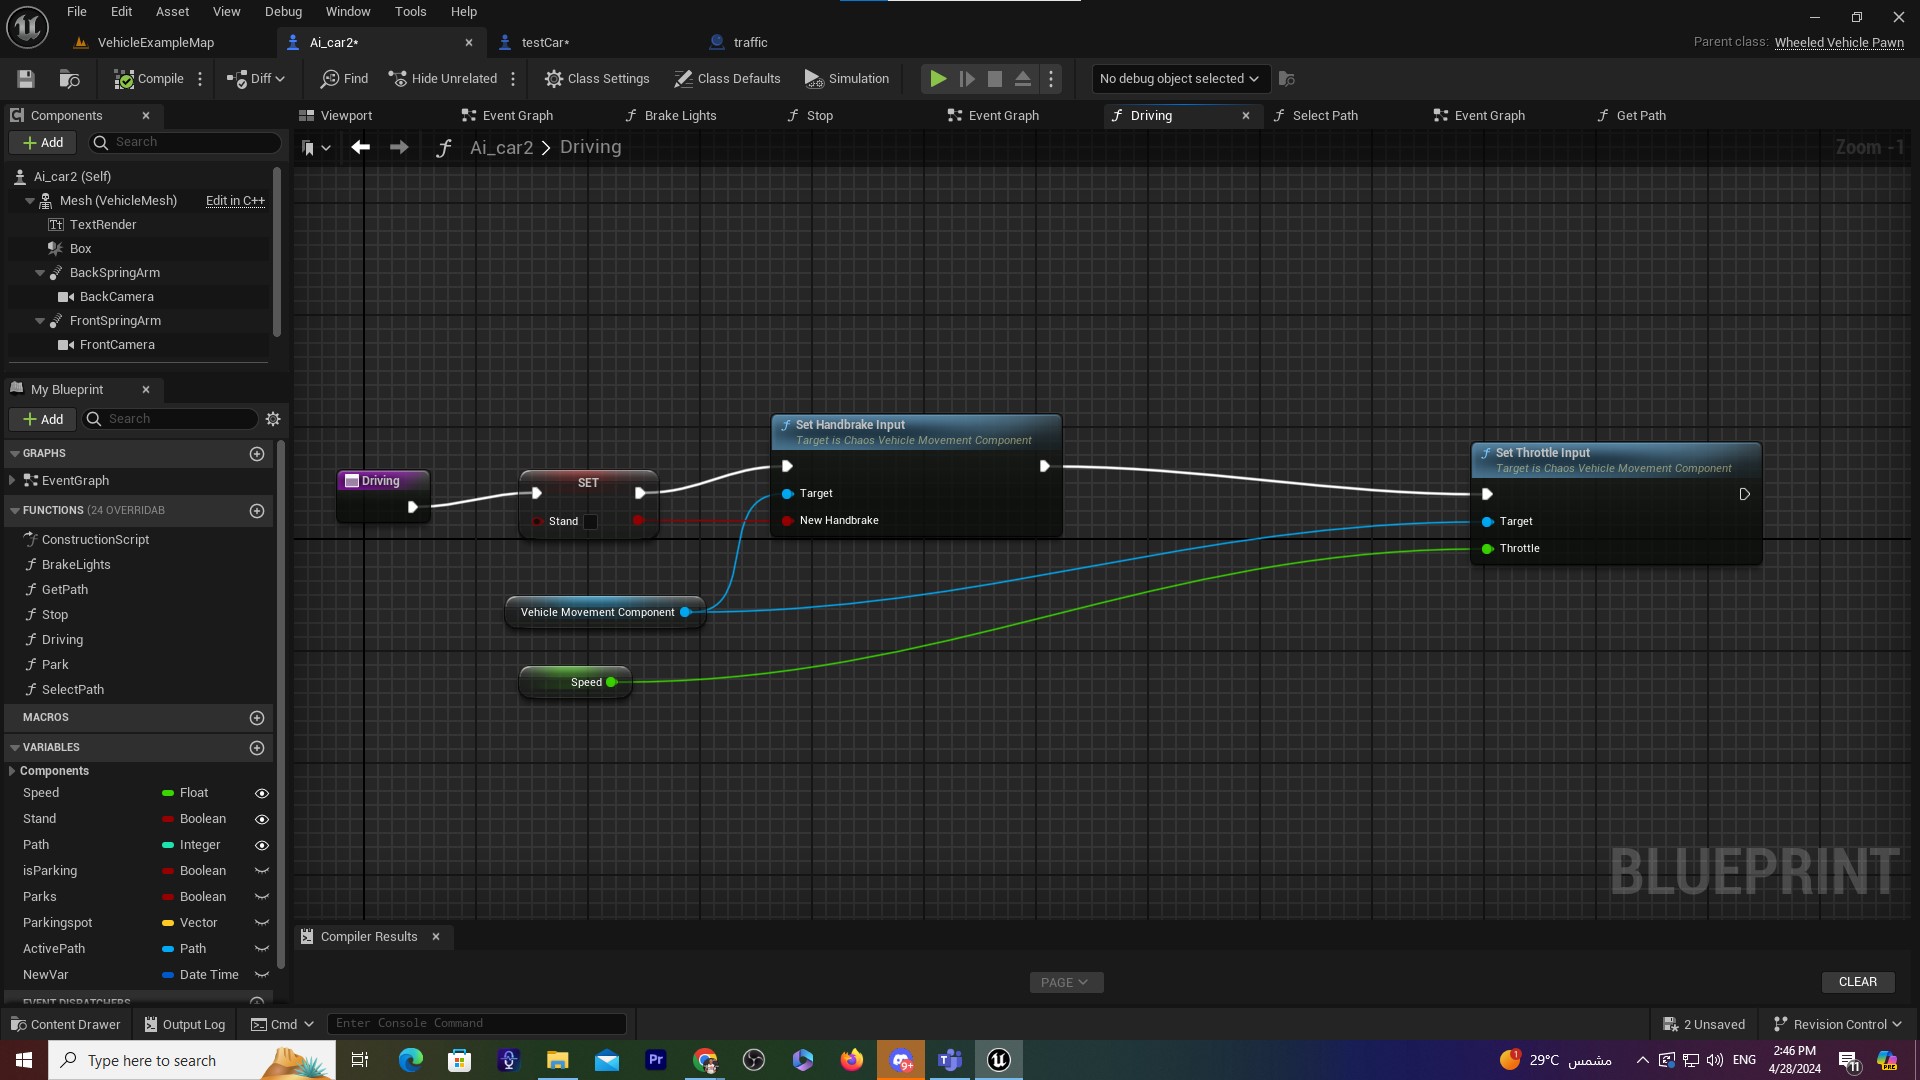 File Edit Asset View Debug Window Tools Help
VehicleExampleMap
Ai_car2*
testCar*
traffic
Parent class: Wheeled Vehicle Pawn
Compile
Diff
Find
Hide Unrelated
Class Settings
Class Defaults
Simulation
No debug object selected
Components
Viewport
Event Graph
Brake Lights
Stop
Event Graph
Driving
Select Path
Event Graph
Get Path
Add
Search
Ai_car2 > Driving
Zoom -1
Ai_car2 (Self)
Mesh (VehicleMesh) Edit in C++
TextRender
Box
BackSpringArm
BackCamera
FrontSpringArm
FrontCamera
My Blueprint
Add
Search
GRAPHS
EventGraph
FUNCTIONS (24 OVERRIDAB
ConstructionScript
BrakeLights
GetPath
Stop
Driving
Park
SelectPath
MACROS
VARIABLES
Components
Speed Float
Stand Boolean
Path Integer
isParking Boolean
Parks Boolean
Parkingspot Vector
ActivePath Path
NewVar Date Time
EVENT DISPATCHERS
Driving
SET
Stand
Set Handbrake Input
Target is Chaos Vehicle Movement Component
Target
New Handbrake
Vehicle Movement Component
Speed
Set Throttle Input
Target is Chaos Vehicle Movement Component
Target
Throttle
BLUEPRINT
Compiler Results
PAGE
CLEAR
Content Drawer
Output Log
Cmd
Enter Console Command
2 Unsaved
Revision Control
Type here to search
Pr
9+
1
29°C مشمس
ENG
2:46 PM
4/28/2024
11
PRE